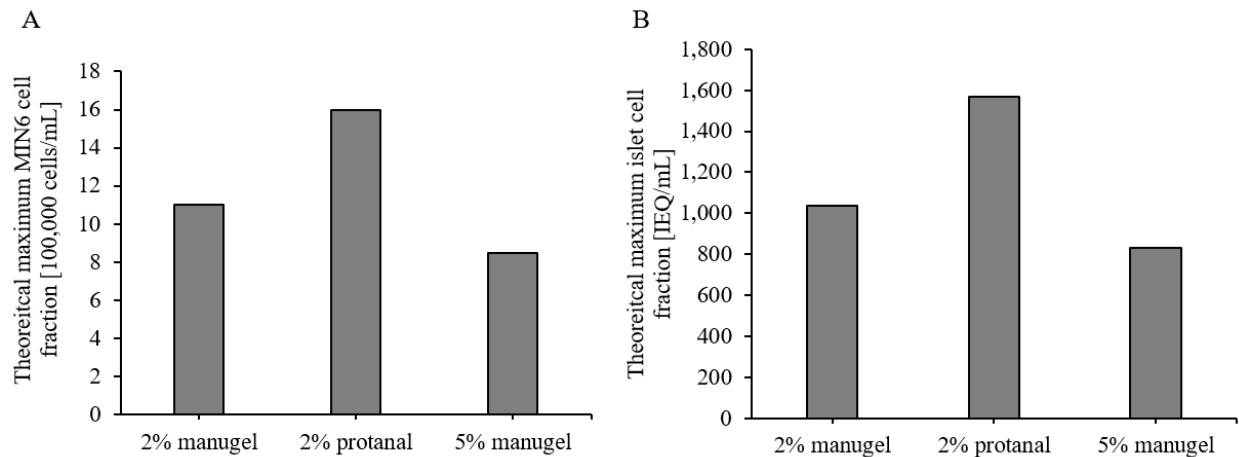 A
Theoreitcal maximum MIN6 cell
fraction [100,000 cells/mL]
18
16
14
12
10
8
6
4
2
0
2% manugel 2% protanal 5% manugel
B
Theoreitcal maximum islet cell
fraction [IEQ/mL]
1,800
1,600
1,400
1,200
1,000
800
600
400
200
0
2% manugel 2% protanal 5% manugel